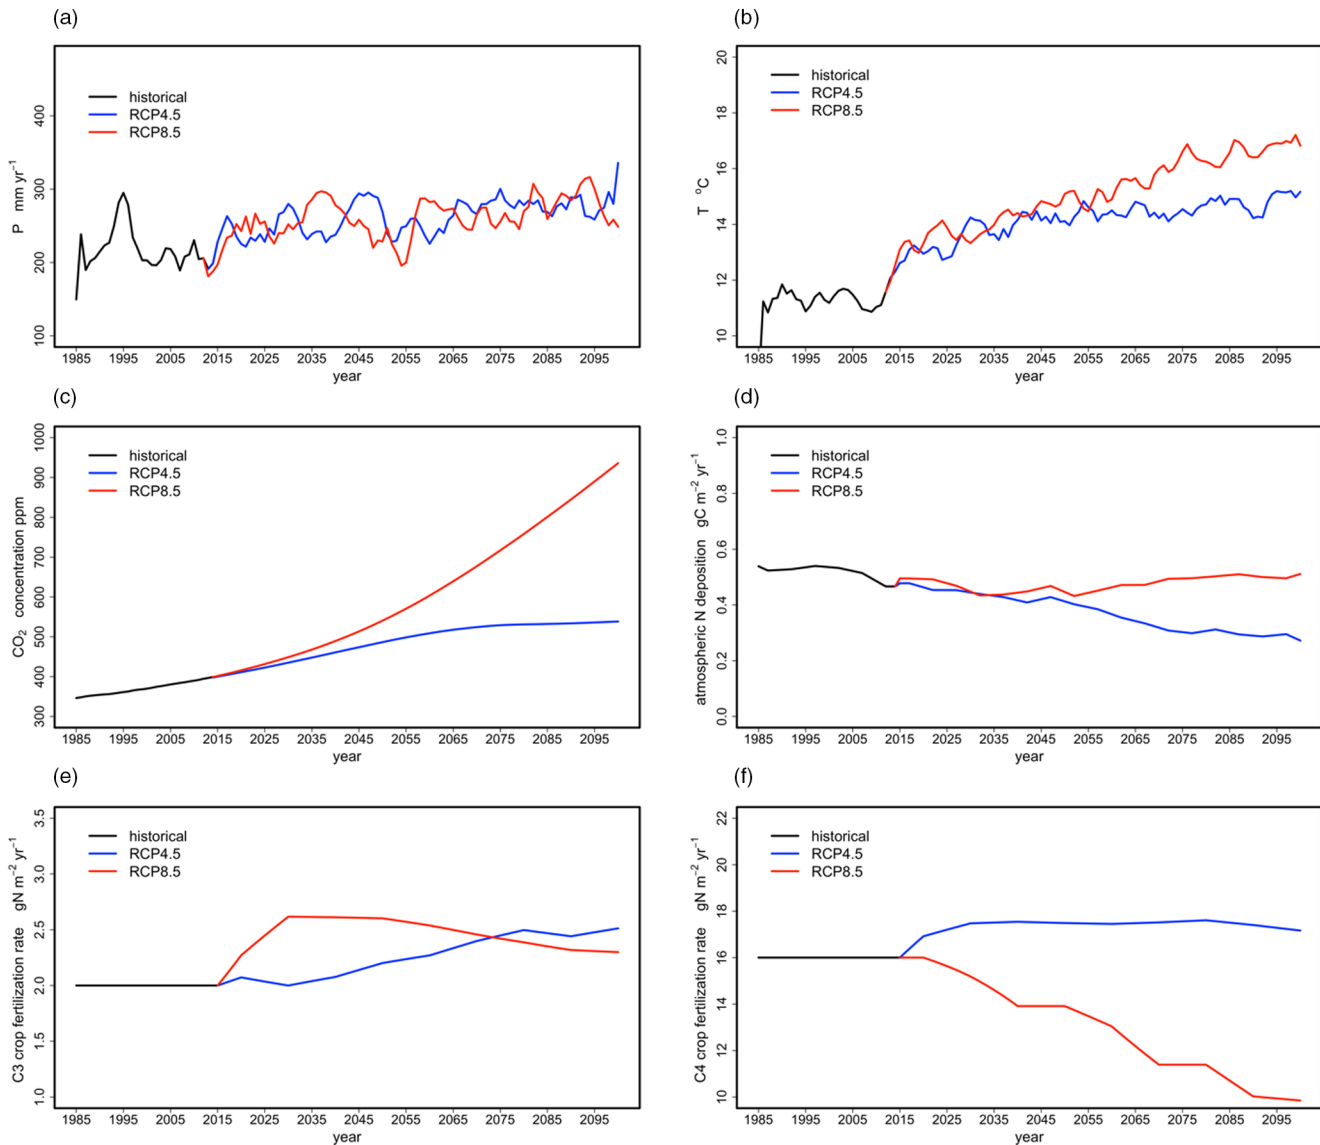 (a)
historical
RCP4.5
RCP8.5
P mm yr⁻¹
100 200 300 400
1985 1995 2005 2015 2025 2035 2045 2055 2065 2075 2085 2095
year
(b)
historical
RCP4.5
RCP8.5
T °C
10 12 14 16 18 20
1985 1995 2005 2015 2025 2035 2045 2055 2065 2075 2085 2095
year
(c)
historical
RCP4.5
RCP8.5
CO₂ concentration ppm
300 400 500 600 700 800 900 1000
1985 1995 2005 2015 2025 2035 2045 2055 2065 2075 2085 2095
year
(d)
historical
RCP4.5
RCP8.5
atmospheric N deposition gC m⁻² yr⁻¹
0.0 0.2 0.4 0.6 0.8 1.0
1985 1995 2005 2015 2025 2035 2045 2055 2065 2075 2085 2095
year
(e)
historical
RCP4.5
RCP8.5
C3 crop fertilization rate gN m⁻² yr⁻¹
1.0 1.5 2.0 2.5 3.0 3.5
1985 1995 2005 2015 2025 2035 2045 2055 2065 2075 2085 2095
year
(f)
historical
RCP4.5
RCP8.5
C4 crop fertilization rate gN m⁻² yr⁻¹
10 12 14 16 18 20 22
1985 1995 2005 2015 2025 2035 2045 2055 2065 2075 2085 2095
year